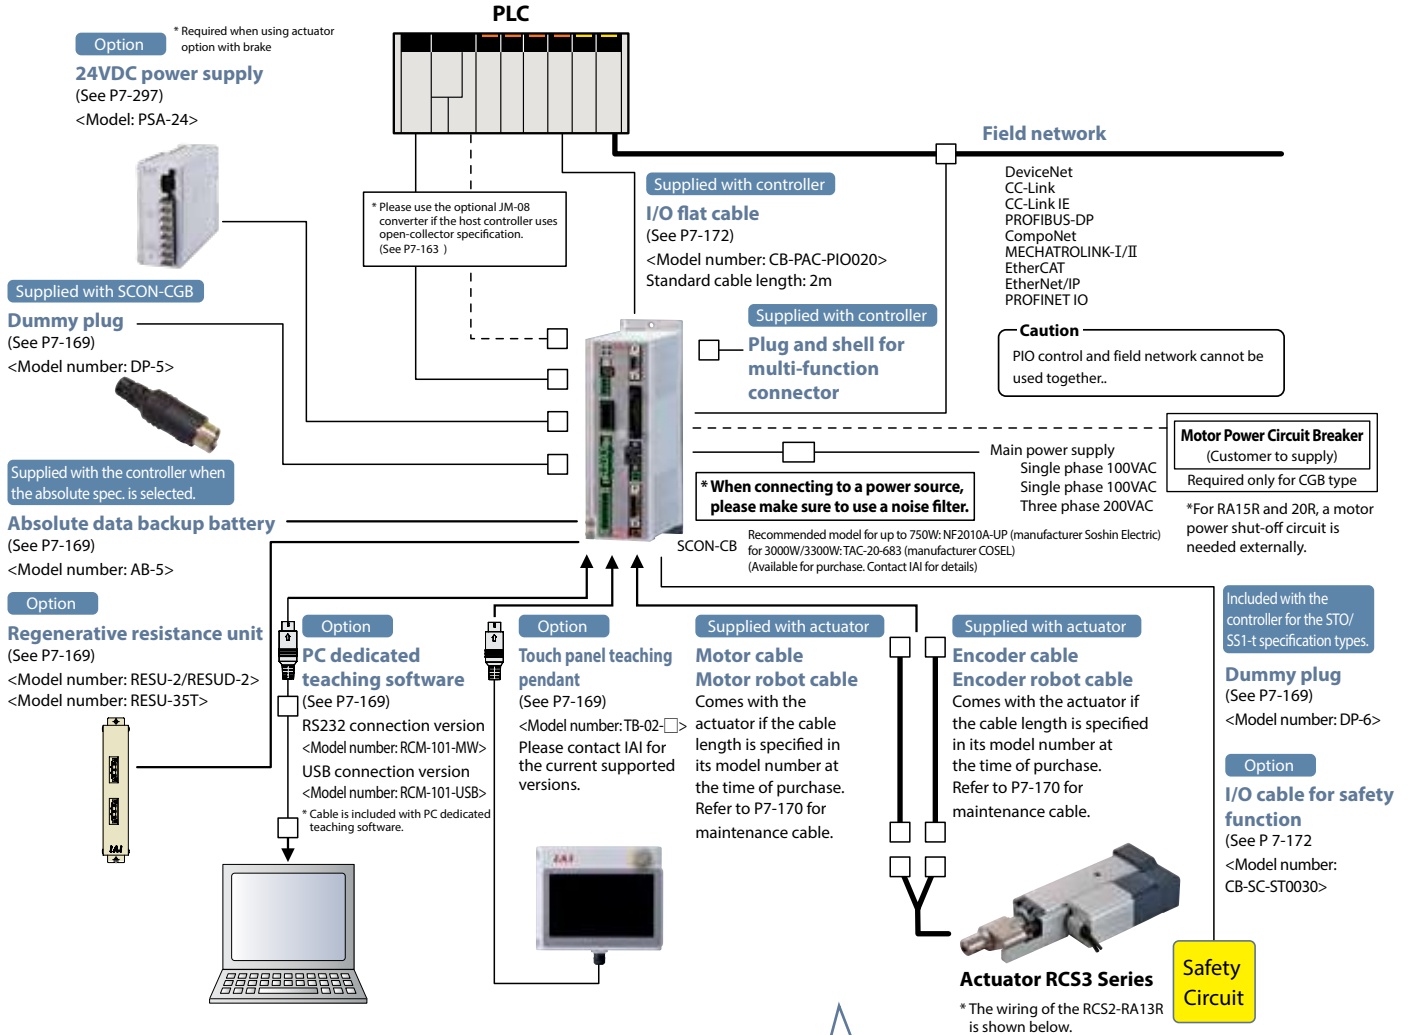 PLC
Option
* Required when using actuator
option with brake
24VDC power supply
(See P7-297)
<Model: PSA-24>
* Please use the optional JM-08
converter if the host controller uses
open-collector specification.
(See P7-163 )
Supplied with controller
I/O flat cable
(See P7-172)
<Model number: CB-PAC-PIO020>
Standard cable length: 2m
Field network
DeviceNet
CC-Link
CC-Link IE
PROFIBUS-DP
CompoNet
MECHATROLINK-I/II
EtherCAT
EtherNet/IP
PROFINET IO
Caution
PIO control and field network cannot be
used together..
Supplied with controller
Plug and shell for
multi-function
connector
Supplied with SCON-CGB
Dummy plug
(See P7-169)
<Model number: DP-5>
Supplied with the controller when
the absolute spec. is selected.
Absolute data backup battery
(See P7-169)
<Model number: AB-5>
Option
Regenerative resistance unit
(See P7-169)
<Model number: RESU-2/RESUD-2>
<Model number: RESU-35T>
IAI
Main power supply
Single phase 100VAC
Single phase 100VAC
Three phase 200VAC
Motor Power Circuit Breaker
(Customer to supply)
Required only for CGB type
*For RA15R and 20R, a motor
power shut-off circuit is
needed externally.
* When connecting to a power source,
please make sure to use a noise filter.
SCON-CB
Recommended model for up to 750W: NF2010A-UP (manufacturer Soshin Electric)
for 3000W/3300W: TAC-20-683 (manufacturer COSEL)
(Available for purchase. Contact IAI for details)
Option
PC dedicated
teaching software
(See P7-169)
RS232 connection version
<Model number: RCM-101-MW>
USB connection version
<Model number: RCM-101-USB>
* Cable is included with PC dedicated
teaching software.
Option
Touch panel teaching
pendant
(See P7-169)
<Model number: TB-02-□>
Please contact IAI for
the current supported
versions.
IAI
Supplied with actuator
Motor cable
Motor robot cable
Comes with the
actuator if the cable
length is specified in
its model number at
the time of purchase.
Refer to P7-170 for
maintenance cable.
Supplied with actuator
Encoder cable
Encoder robot cable
Comes with the actuator if
the cable length is specified
in its model number at
the time of purchase.
Refer to P7-170 for
maintenance cable.
Included with the
controller for the STO/
SS1-t specification types.
Dummy plug
(See P7-169)
<Model number: DP-6>
Option
I/O cable for safety
function
(See P 7-172
<Model number:
CB-SC-ST0030>
Actuator RCS3 Series
* The wiring of the RCS2-RA13R
is shown below.
Safety
Circuit